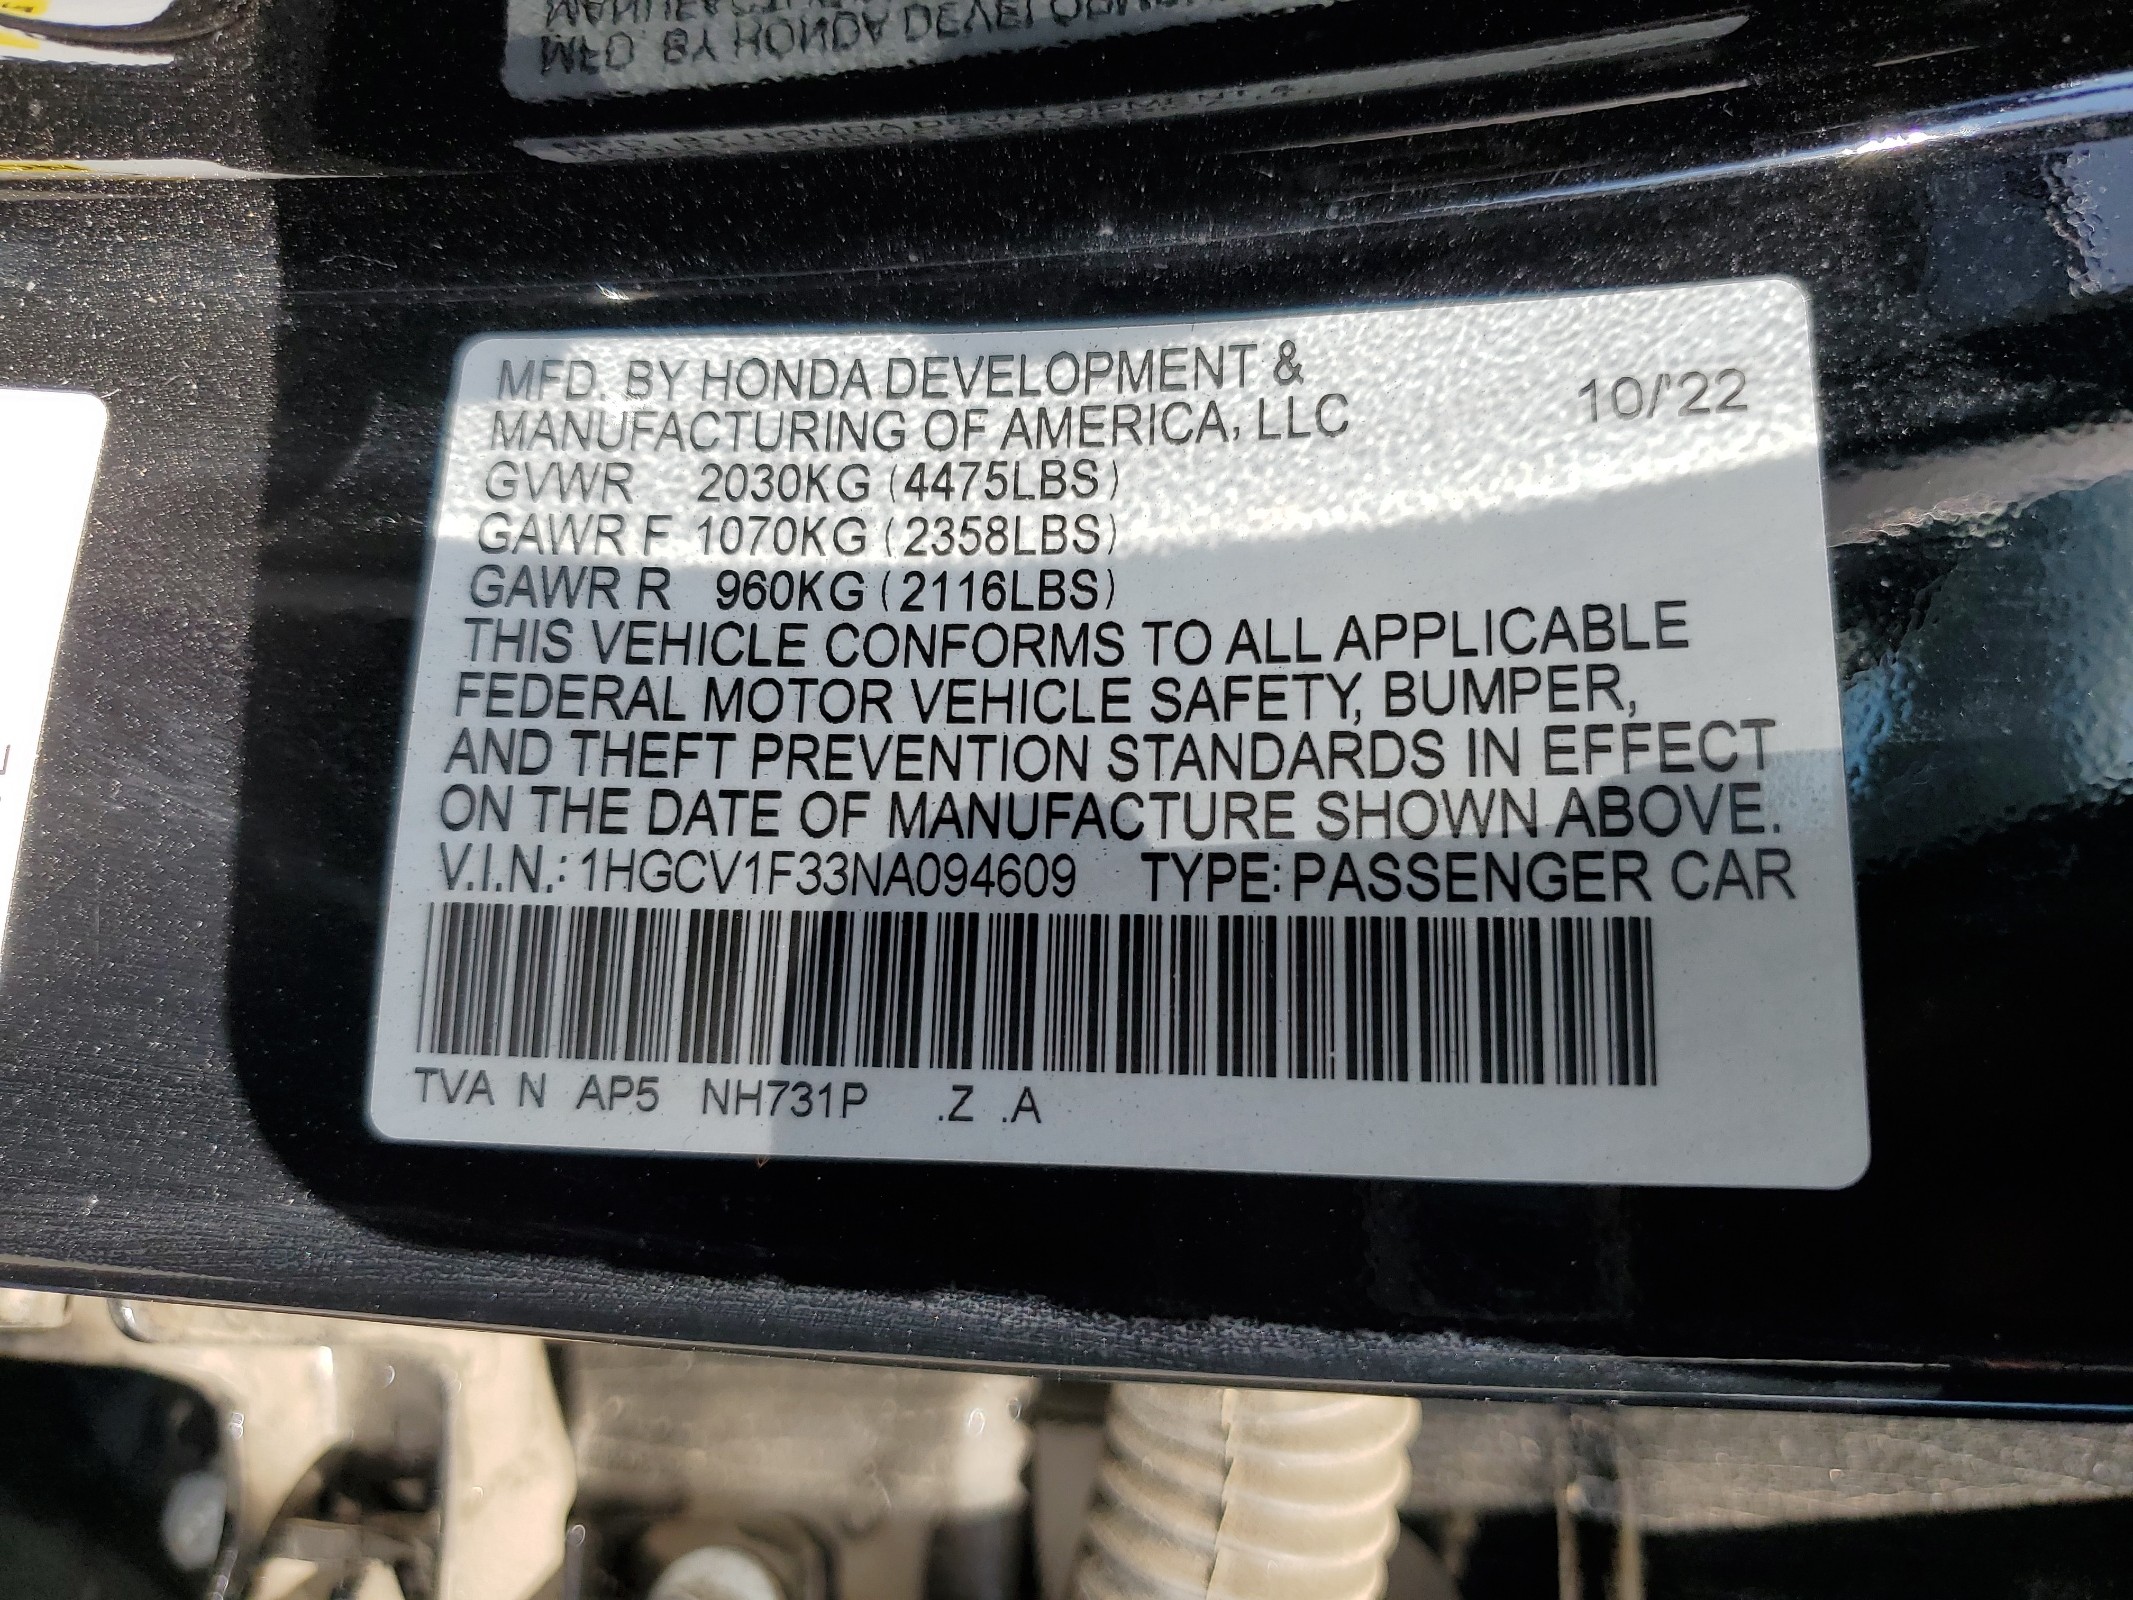 MFD. BY HONDA DEVELOPMENT &
MANUFACTURING OF AMERICA, LLC 10/'22
GVWR 2030KG (4475LBS)
GAWR F 1070KG (2358LBS)
GAWR R 960KG (2116LBS)
THIS VEHICLE CONFORMS TO ALL APPLICABLE
FEDERAL MOTOR VEHICLE SAFETY, BUMPER,
AND THEFT PREVENTION STANDARDS IN EFFECT
ON THE DATE OF MANUFACTURE SHOWN ABOVE.
V.I.N.: 1HGCV1F33NA094609 TYPE: PASSENGER CAR
TVA N AP5 NH731P .Z .A